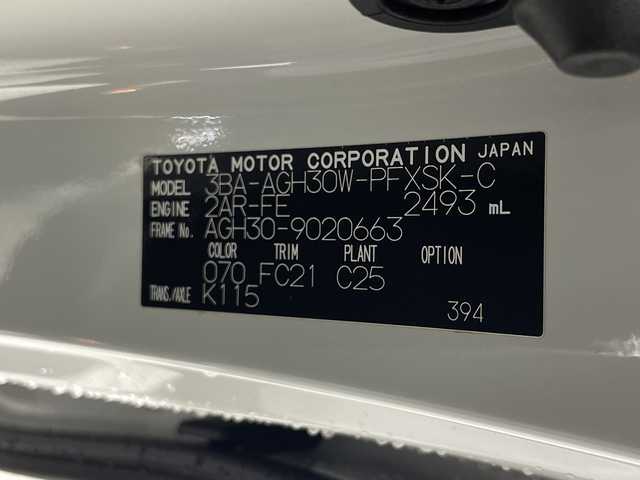 TOYOTA MOTOR CORPORATION JAPAN
MODEL 3BA-AGH30W-PFXSK-C
ENGINE 2AR-FE 2493 mL
FRAME No. AGH30-9020663
COLOR TRIM PLANT OPTION
070 FC21 C25
TRANS./AXLE K115
394